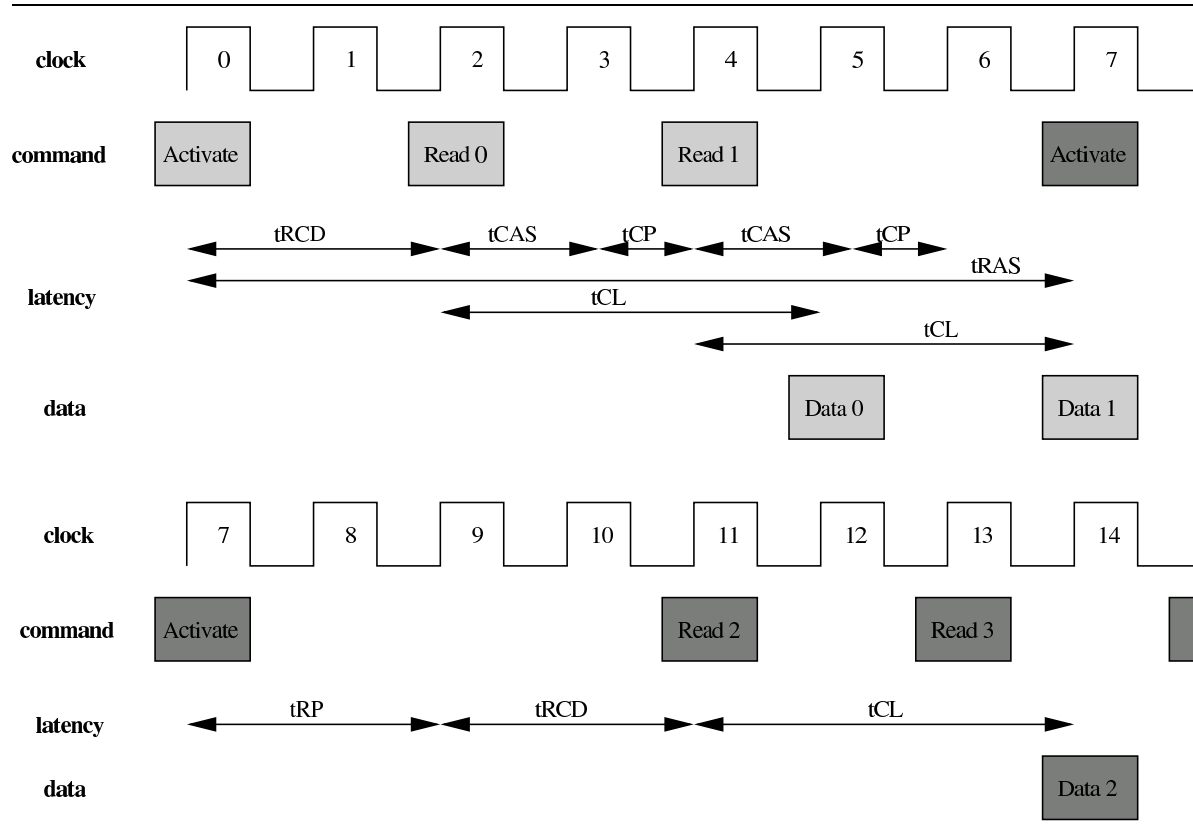 clock 0 1 2 3 4 5 6 7
command Activate Read 0 Read 1 Activate
tRCD tCAS tCP tCAS tCP
tRAS
latency
tCL
tCL
data Data 0 Data 1
clock 7 8 9 10 11 12 13 14
command Activate Read 2 Read 3
latency tRP tRCD tCL
data Data 2